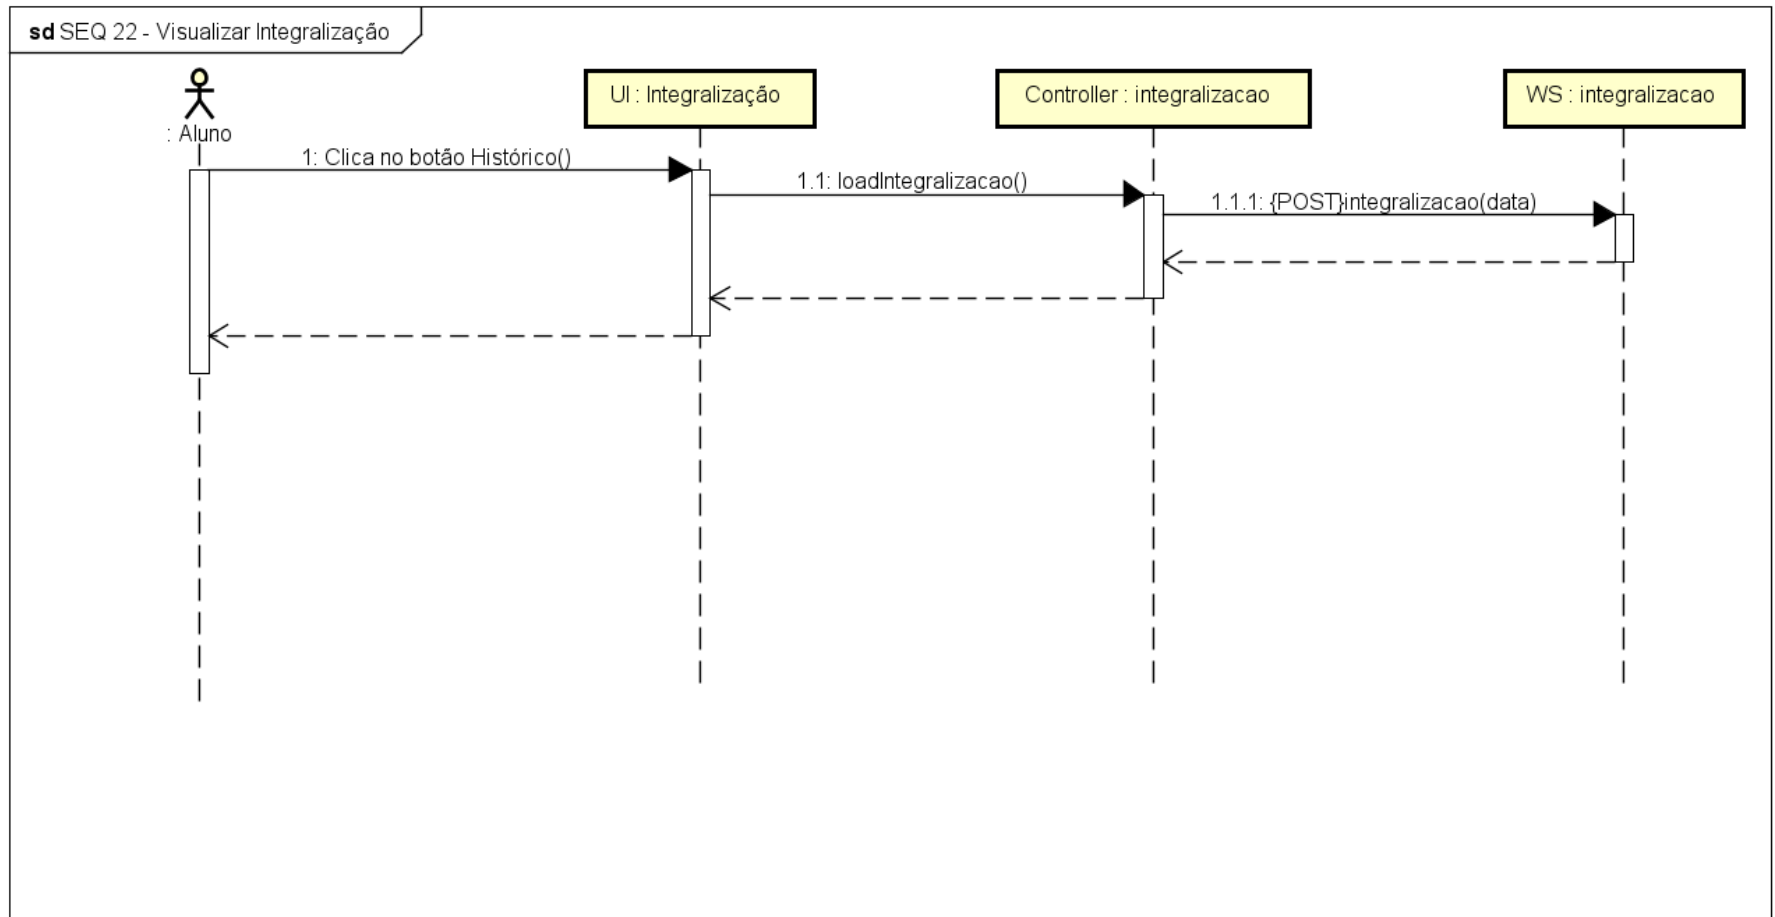 sd SEQ 22 - Visualizar Integralização
: Aluno
UI : Integralização
Controller : integralizacao
WS : integralizacao
1: Clica no botão Histórico()
1.1: loadIntegralizacao()
1.1.1: {POST}integralizacao(data)